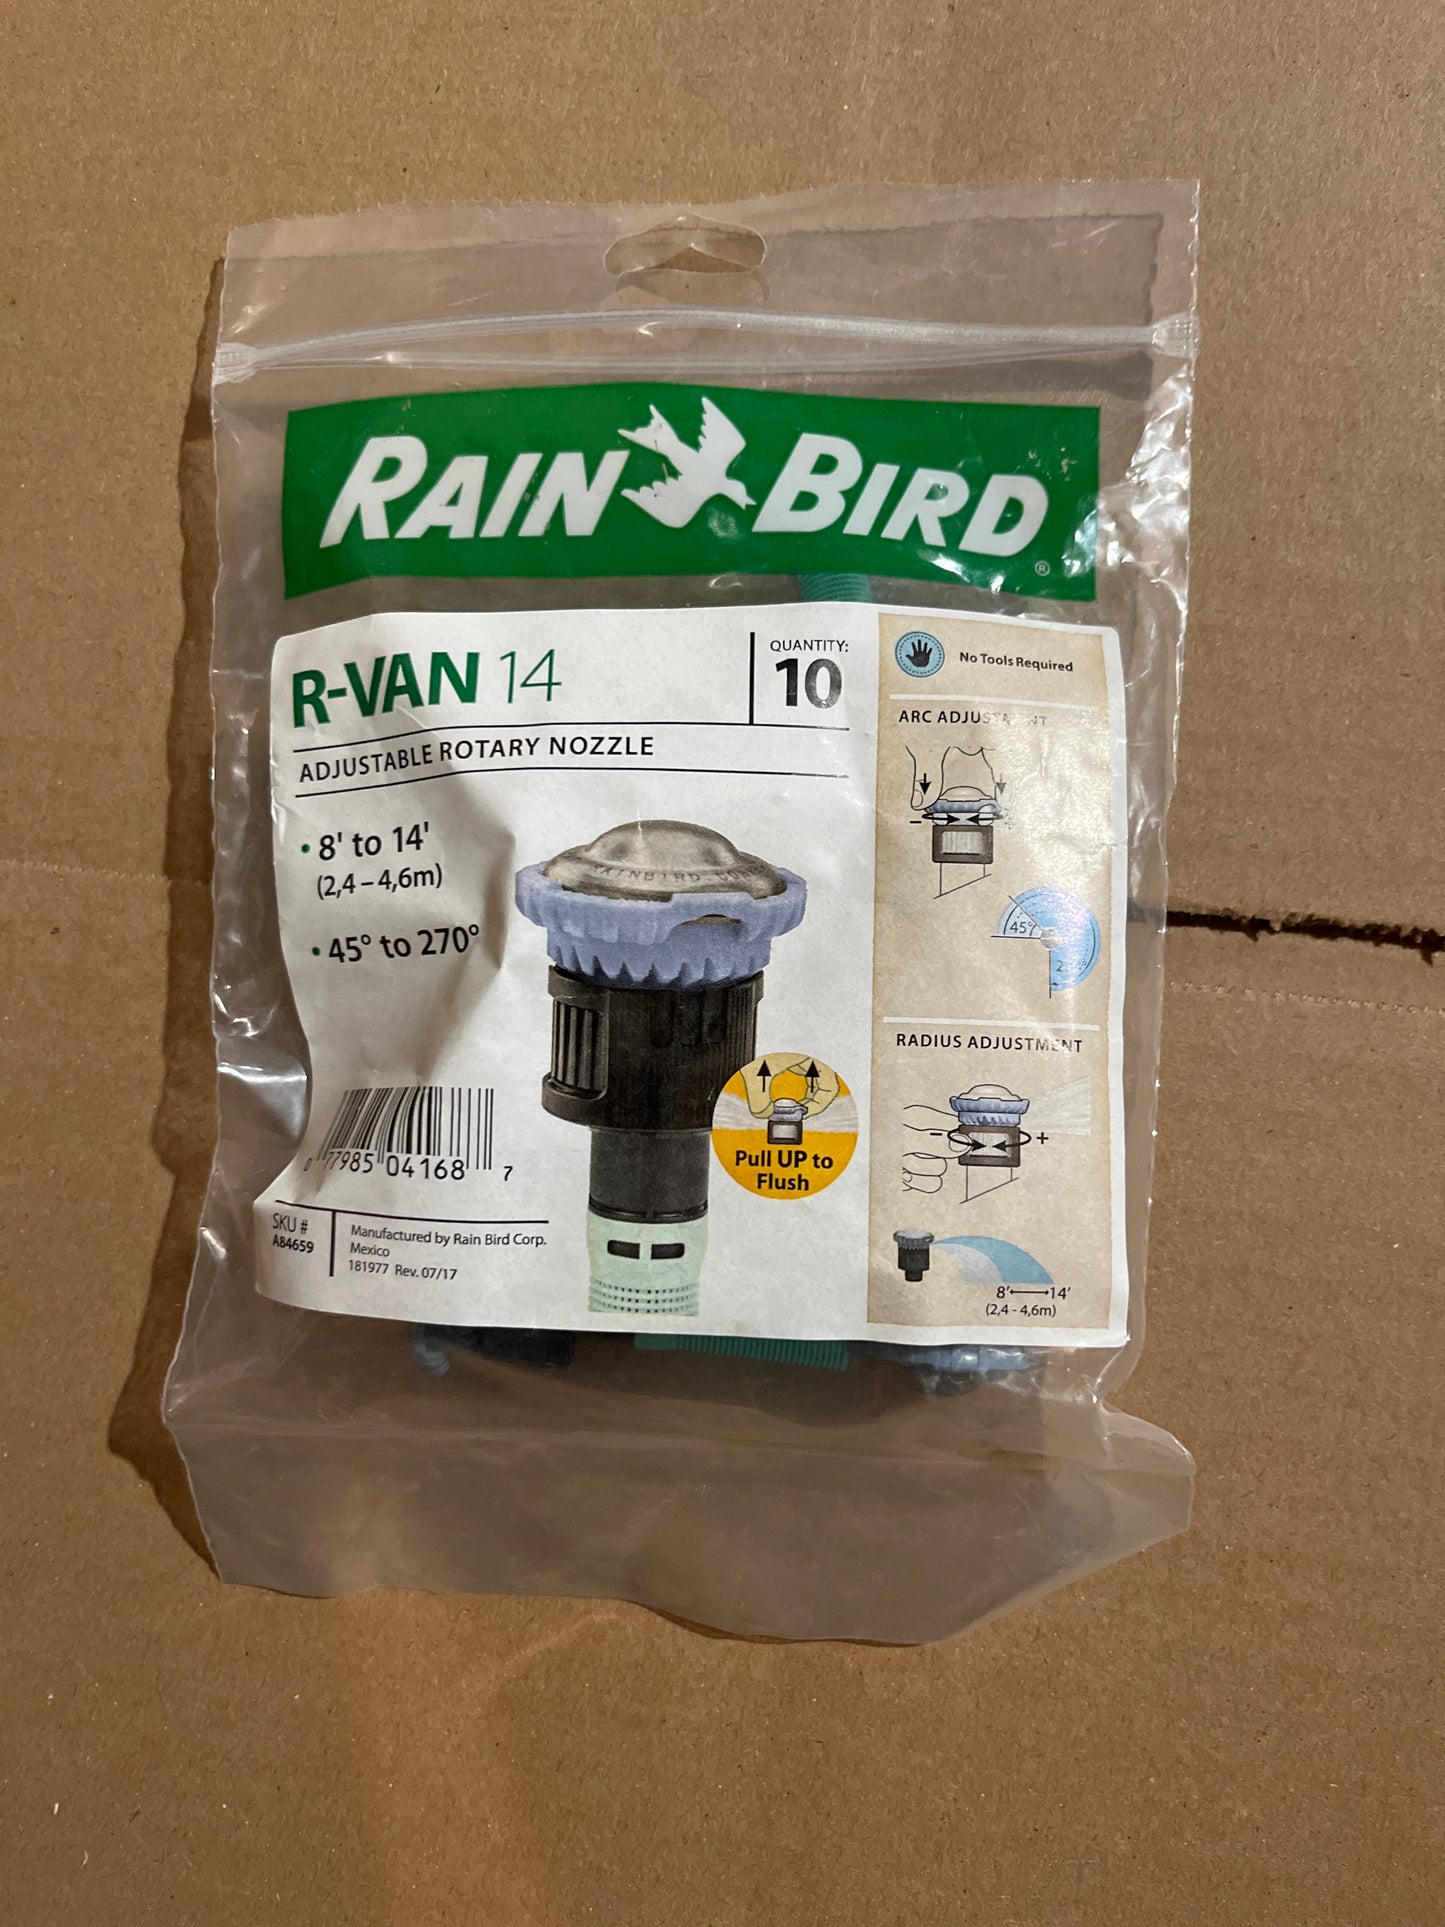 RAIN BIRD
®
R-VAN 14
QUANTITY:
10
ADJUSTABLE ROTARY NOZZLE
• 8' to 14'
(2,4 – 4,6m)
• 45° to 270°
RAINBIRD
Pull UP to
Flush
0 77985 04168 7
SKU #
A84659
Manufactured by Rain Bird Corp.
Mexico
181977 Rev. 07/17
No Tools Required
ARC
–
45°
RADIUS ADJUSTMENT
– +
8' 14'
(2,4 - 4,6m)